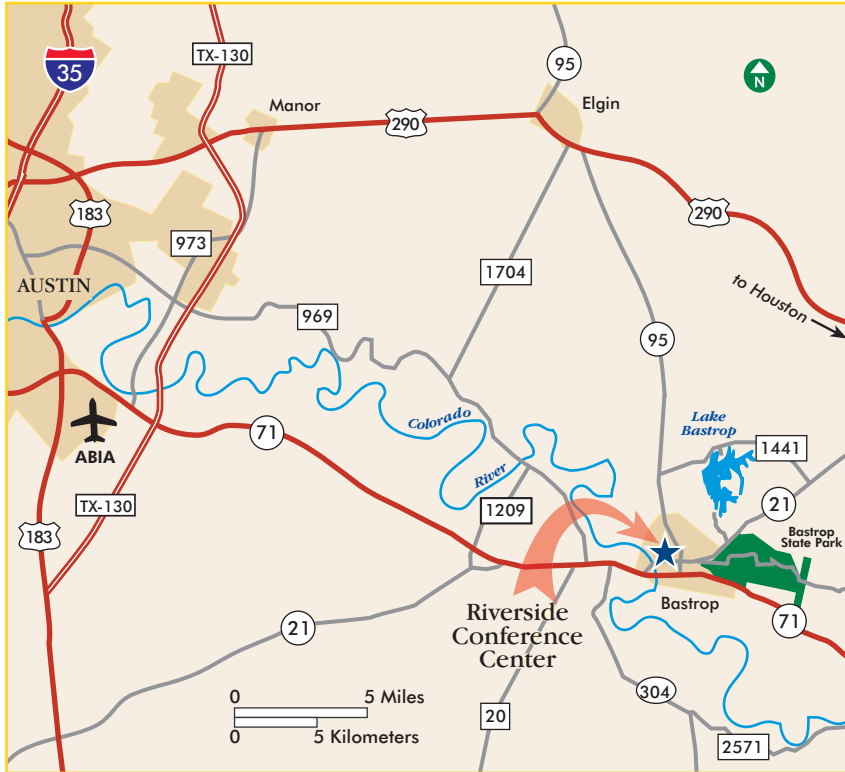 TX-130
95
35
N
Manor
Elgin
290
183
290
973
1704
AUSTIN
to Houston
969
95
Lake
Bastrop
Colorado
71
1441
ABIA
River
21
TX-130
1209
Bastrop
State Park
183
Bastrop
Riverside
Conference
Center
71
21
304
0 5 Miles
0 5 Kilometers
20
2571